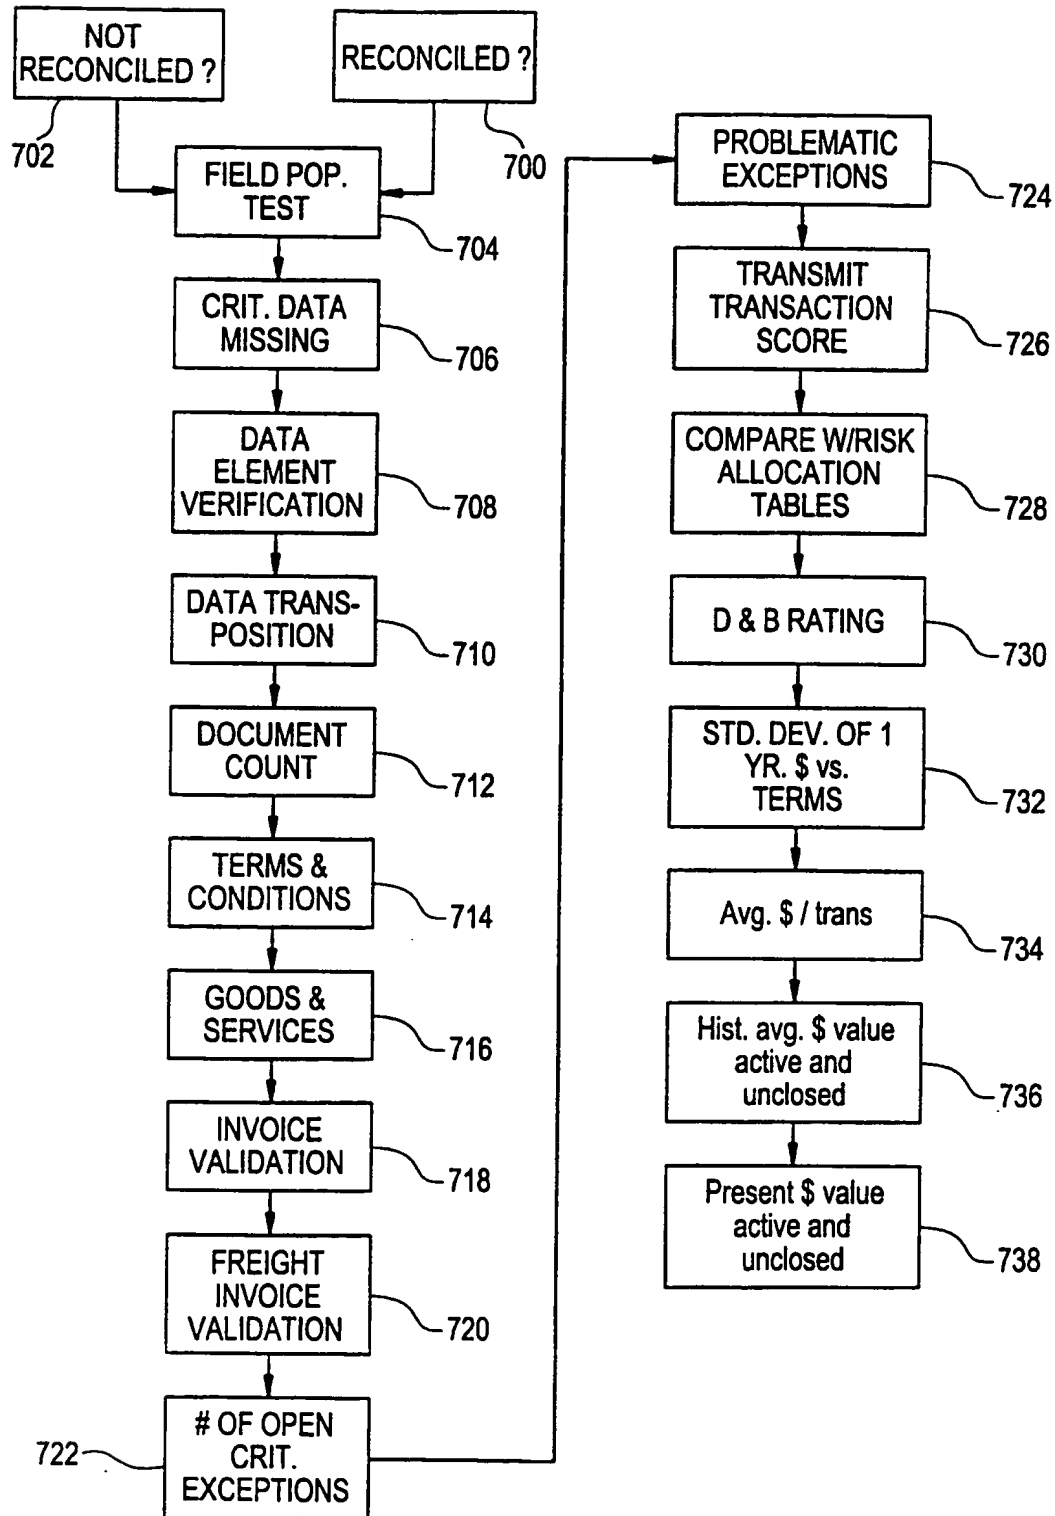 NOT
RECONCILED ?
702
RECONCILED ?
700
FIELD POP.
TEST
704
CRIT. DATA
MISSING
706
DATA
ELEMENT
VERIFICATION
708
DATA TRANS-
POSITION
710
DOCUMENT
COUNT
712
TERMS &
CONDITIONS
714
GOODS &
SERVICES
716
INVOICE
VALIDATION
718
FREIGHT
INVOICE
VALIDATION
720
# OF OPEN
CRIT.
EXCEPTIONS
722
PROBLEMATIC
EXCEPTIONS
724
TRANSMIT
TRANSACTION
SCORE
726
COMPARE W/RISK
ALLOCATION
TABLES
728
D & B RATING
730
STD. DEV. OF 1
YR. $ vs.
TERMS
732
Avg. $ / trans
734
Hist. avg. $ value
active and
unclosed
736
Present $ value
active and
unclosed
738